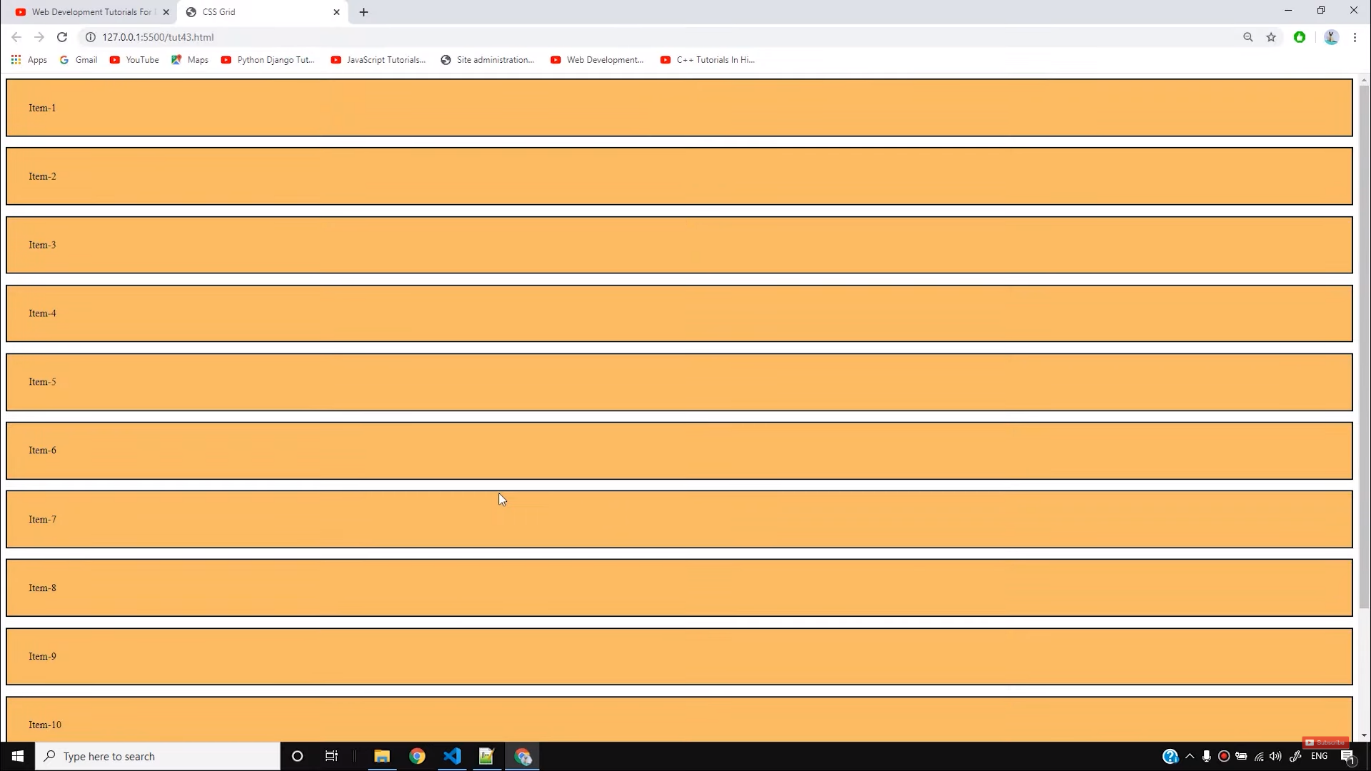 Web Development Tutorials For
CSS Grid
127.0.0.1:5500/tut43.html
Apps Gmail YouTube Maps Python Django Tut... JavaScript Tutorials... Site administration... Web Development... C++ Tutorials In Hi...
Item-1
Item-2
Item-3
Item-4
Item-5
Item-6
Item-7
Item-8
Item-9
Item-10
Subscribe
Type here to search
ENG
1